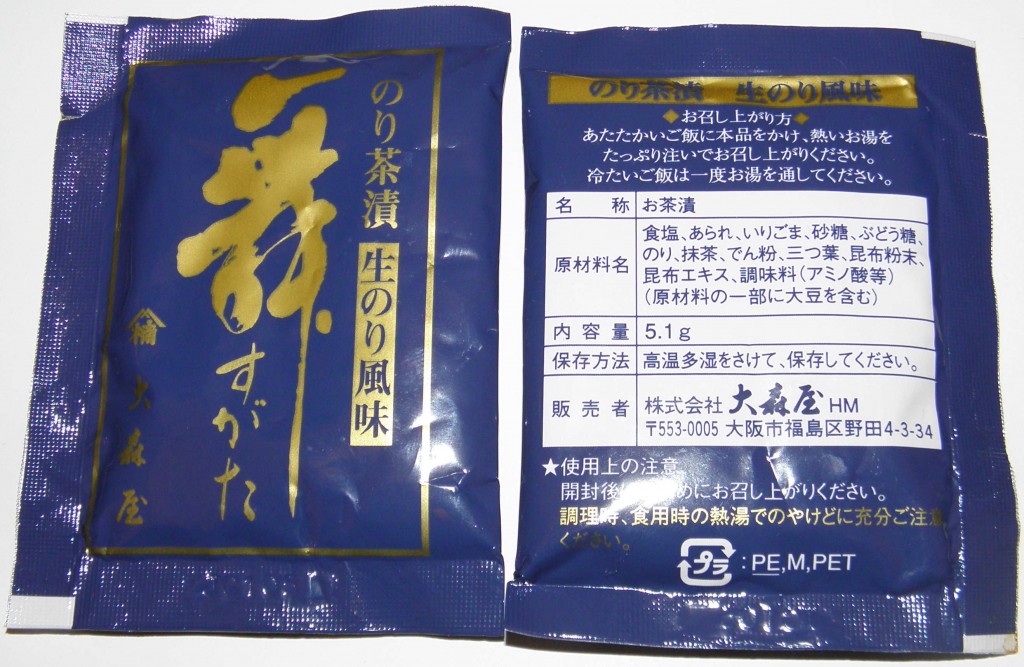 のり茶漬 生のり風味
舞すがた
大森屋
のり茶漬 生のり風味
◆お召し上がり方◆
あたたかいご飯に本品をかけ、熱いお湯を
たっぷり注いでお召し上がりください。
冷たいご飯は一度お湯を通してください。
名称 お茶漬
原材料名 食塩、あられ、いりごま、砂糖、ぶどう糖、
のり、抹茶、でん粉、三つ葉、昆布粉末、
昆布エキス、調味料(アミノ酸等)
(原材料の一部に大豆を含む)
内容量 5.1g
保存方法 高温多湿をさけて、保存してください。
販売者 株式会社 大森屋 HM
〒553-0005 大阪市福島区野田4-3-34
★使用上の注意
開封後は めにお召し上がりください。
調理時、食用時の熱湯でのやけどに充分ご注意
ください。
プラ : PE,M,PET